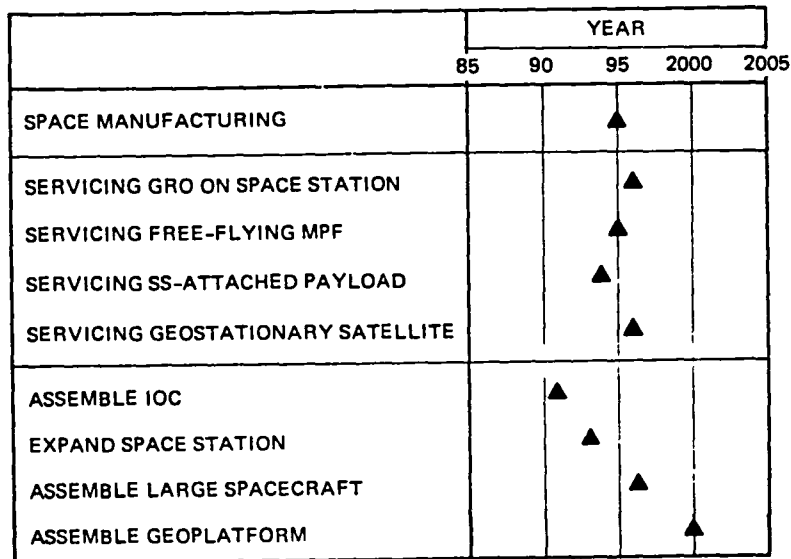 YEAR
85 90 95 2000 2005
SPACE MANUFACTURING
SERVICING GRO ON SPACE STATION
SERVICING FREE-FLYING MPF
SERVICING SS-ATTACHED PAYLOAD
SERVICING GEOSTATIONARY SATELLITE
ASSEMBLE IOC
EXPAND SPACE STATION
ASSEMBLE LARGE SPACECRAFT
ASSEMBLE GEOPLATFORM